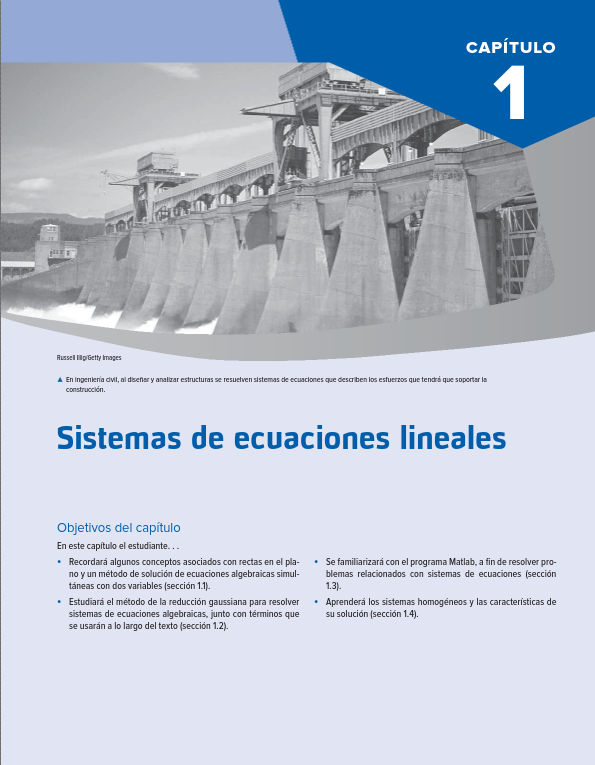 CAPÍTULO
1
Russell Illig/Getty Images
▲ En ingeniería civil, al diseñar y analizar estructuras se resuelven sistemas de ecuaciones que describen los esfuerzos que tendrá que soportar la
construcción.
Sistemas de ecuaciones lineales
Objetivos del capítulo
En este capítulo el estudiante. . .
• Recordará algunos conceptos asociados con rectas en el pla-
no y un método de solución de ecuaciones algebraicas simul-
táneas con dos variables (sección 1.1).
• Estudiará el método de la reducción gaussiana para resolver
sistemas de ecuaciones algebraicas, junto con términos que
se usarán a lo largo del texto (sección 1.2).
• Se familiarizará con el programa Matlab, a fin de resolver pro-
blemas relacionados con sistemas de ecuaciones (sección
1.3).
• Aprenderá los sistemas homogéneos y las características de
su solución (sección 1.4).